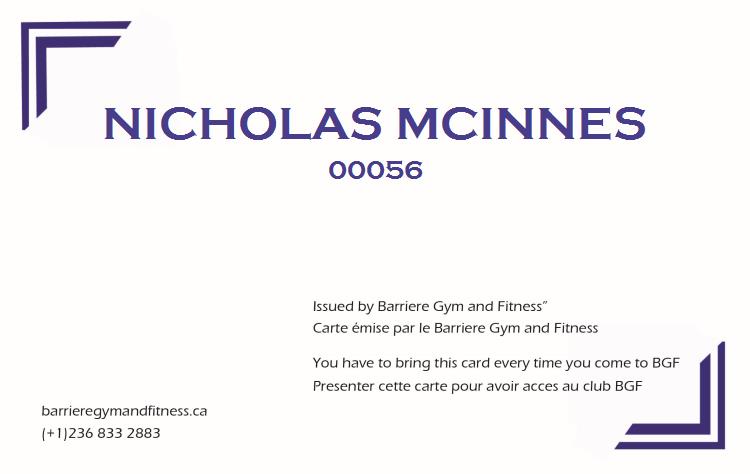 NICHOLAS MCINNES
00056
Issued by Barriere Gym and Fitness”
Carte émise par le Barriere Gym and Fitness
You have to bring this card every time you come to BGF
Presenter cette carte pour avoir acces au club BGF
barrieregymandfitness.ca
(+1)236 833 2883